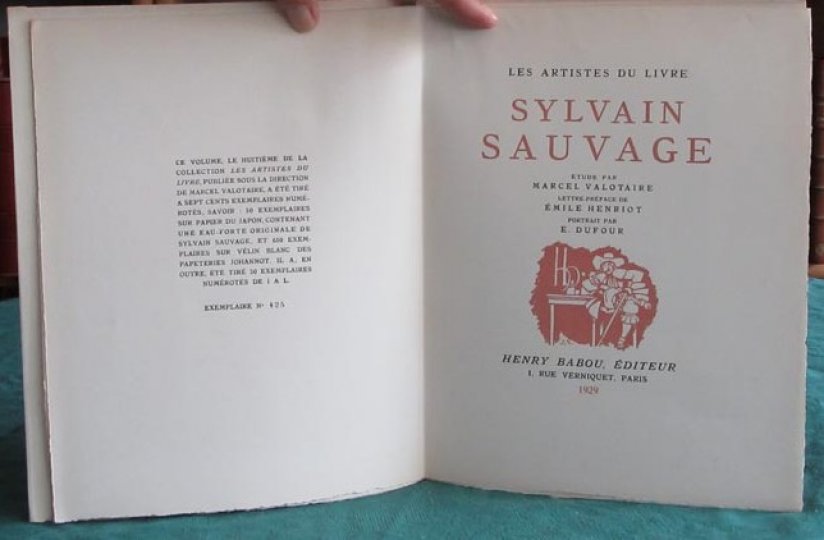 CE VOLUME, LE HUITIÈME DE LA
COLLECTION LES ARTISTES DU
LIVRE, PUBLIÉE SOUS LA DIRECTION
DE MARCEL VALOTAIRE, A ÉTÉ TIRÉ
A SEPT CENTS EXEMPLAIRES NUMÉ-
ROTÉS, SAVOIR : 50 EXEMPLAIRES
SUR PAPIER DU JAPON, CONTENANT
UNE EAU-FORTE ORIGINALE DE
SYLVAIN SAUVAGE, ET 650 EXEM-
PLAIRES SUR VÉLIN BLANC DES
PAPETERIES JOHANNOT. IL A, EN
OUTRE, ÉTÉ TIRÉ 50 EXEMPLAIRES
NUMÉROTÉS DE I A L.
EXEMPLAIRE N° 425
LES ARTISTES DU LIVRE
SYLVAIN
SAUVAGE
ETUDE PAR
MARCEL VALOTAIRE
LETTRE-PRÉFACE DE
ÉMILE HENRIOT
PORTRAIT PAR
E. DUFOUR
HENRY BABOU, ÉDITEUR
1, RUE VERNIQUET, PARIS
1929